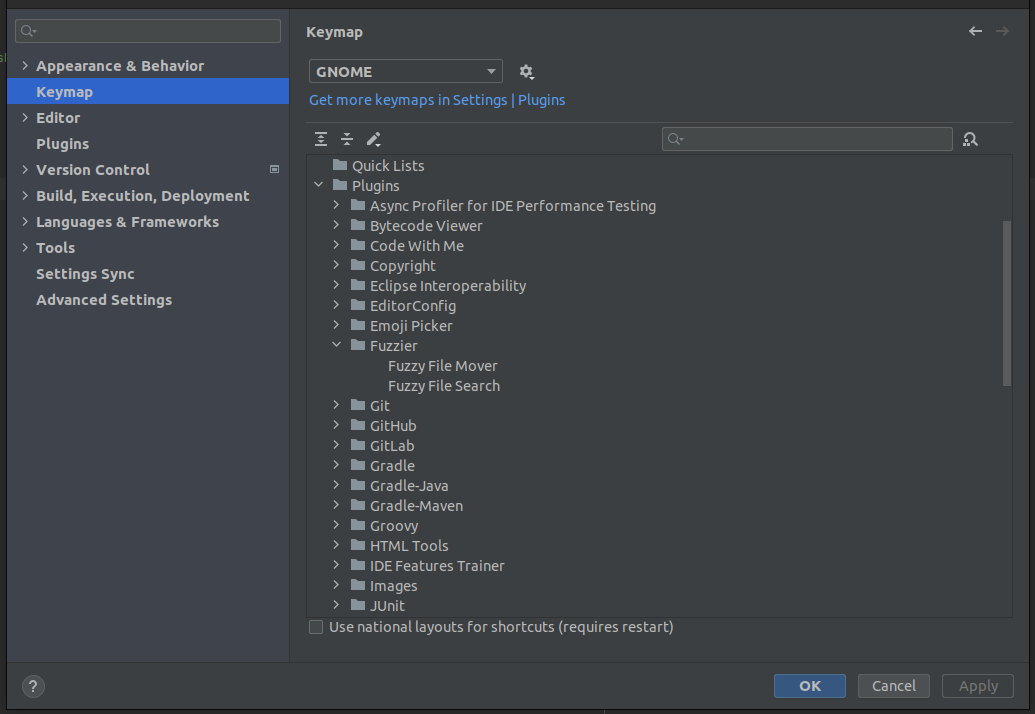 Appearance & Behavior
Keymap
Editor
Plugins
Version Control
Build, Execution, Deployment
Languages & Frameworks
Tools
Settings Sync
Advanced Settings
Keymap
GNOME
Get more keymaps in Settings | Plugins
Quick Lists
Plugins
Async Profiler for IDE Performance Testing
Bytecode Viewer
Code With Me
Copyright
Eclipse Interoperability
EditorConfig
Emoji Picker
Fuzzier
Fuzzy File Mover
Fuzzy File Search
Git
GitHub
GitLab
Gradle
Gradle-Java
Gradle-Maven
Groovy
HTML Tools
IDE Features Trainer
Images
JUnit
Use national layouts for shortcuts (requires restart)
?
OK
Cancel
Apply